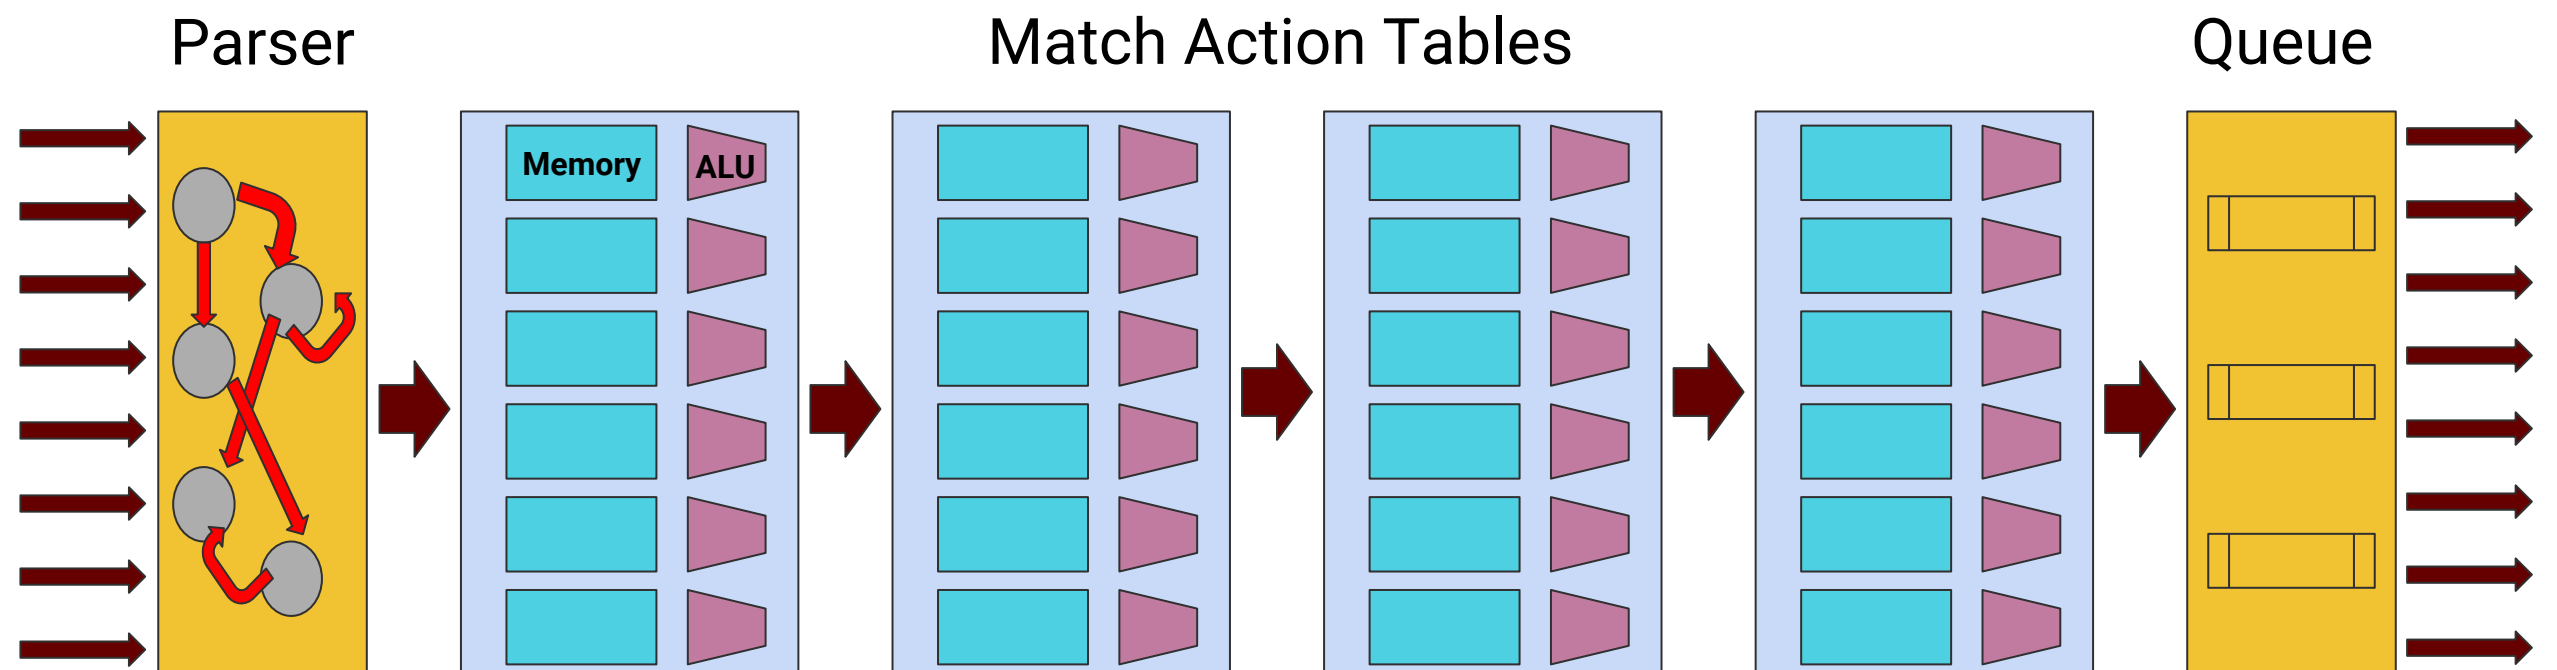 Parser
Match Action Tables
Queue
Memory
ALU